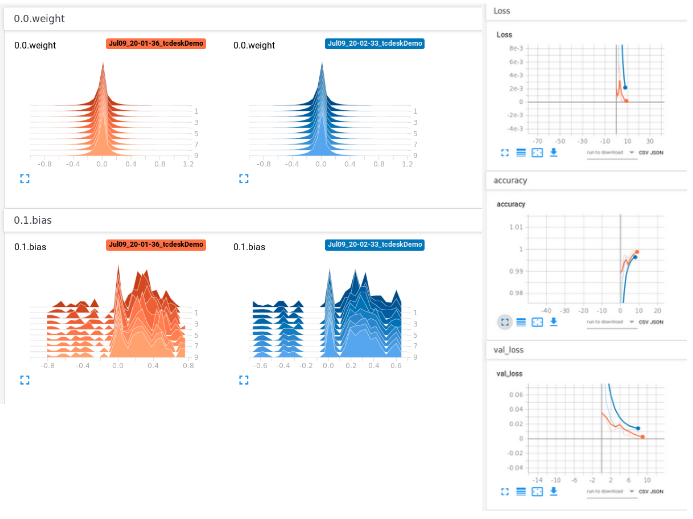 0.0.weight
0.0.weight
Jul09_20-01-36_tcdeskDemo
1
3
5
7
9
-0.8 -0.4 0.0 0.4 0.8 1.2
0.0.weight
Jul09_20-02-33_tcdeskDemo
1
3
5
7
9
-0.8 -0.4 0.0 0.4 0.8 1.2
0.1.bias
0.1.bias
Jul09_20-01-36_tcdeskDemo
1
3
5
7
9
-0.8 -0.4 0.0 0.4 0.8
0.1.bias
Jul09_20-02-33_tcdeskDemo
1
3
5
7
9
-0.6 -0.4 -0.2 0.0 0.2 0.4 0.6
Loss
Loss
8e-3
6e-3
4e-3
2e-3
0
-2e-3
-4e-3
-70 -50 -30 -10 10 30
run to download CSV JSON
accuracy
accuracy
1.01
1
0.99
0.98
-40 -30 -20 -10 0 10 20
run to download CSV JSON
val_loss
val_loss
0.06
0.04
0.02
0
-0.02
-0.04
-14 -10 -6 -2 2 6 10
run to download CSV JSON